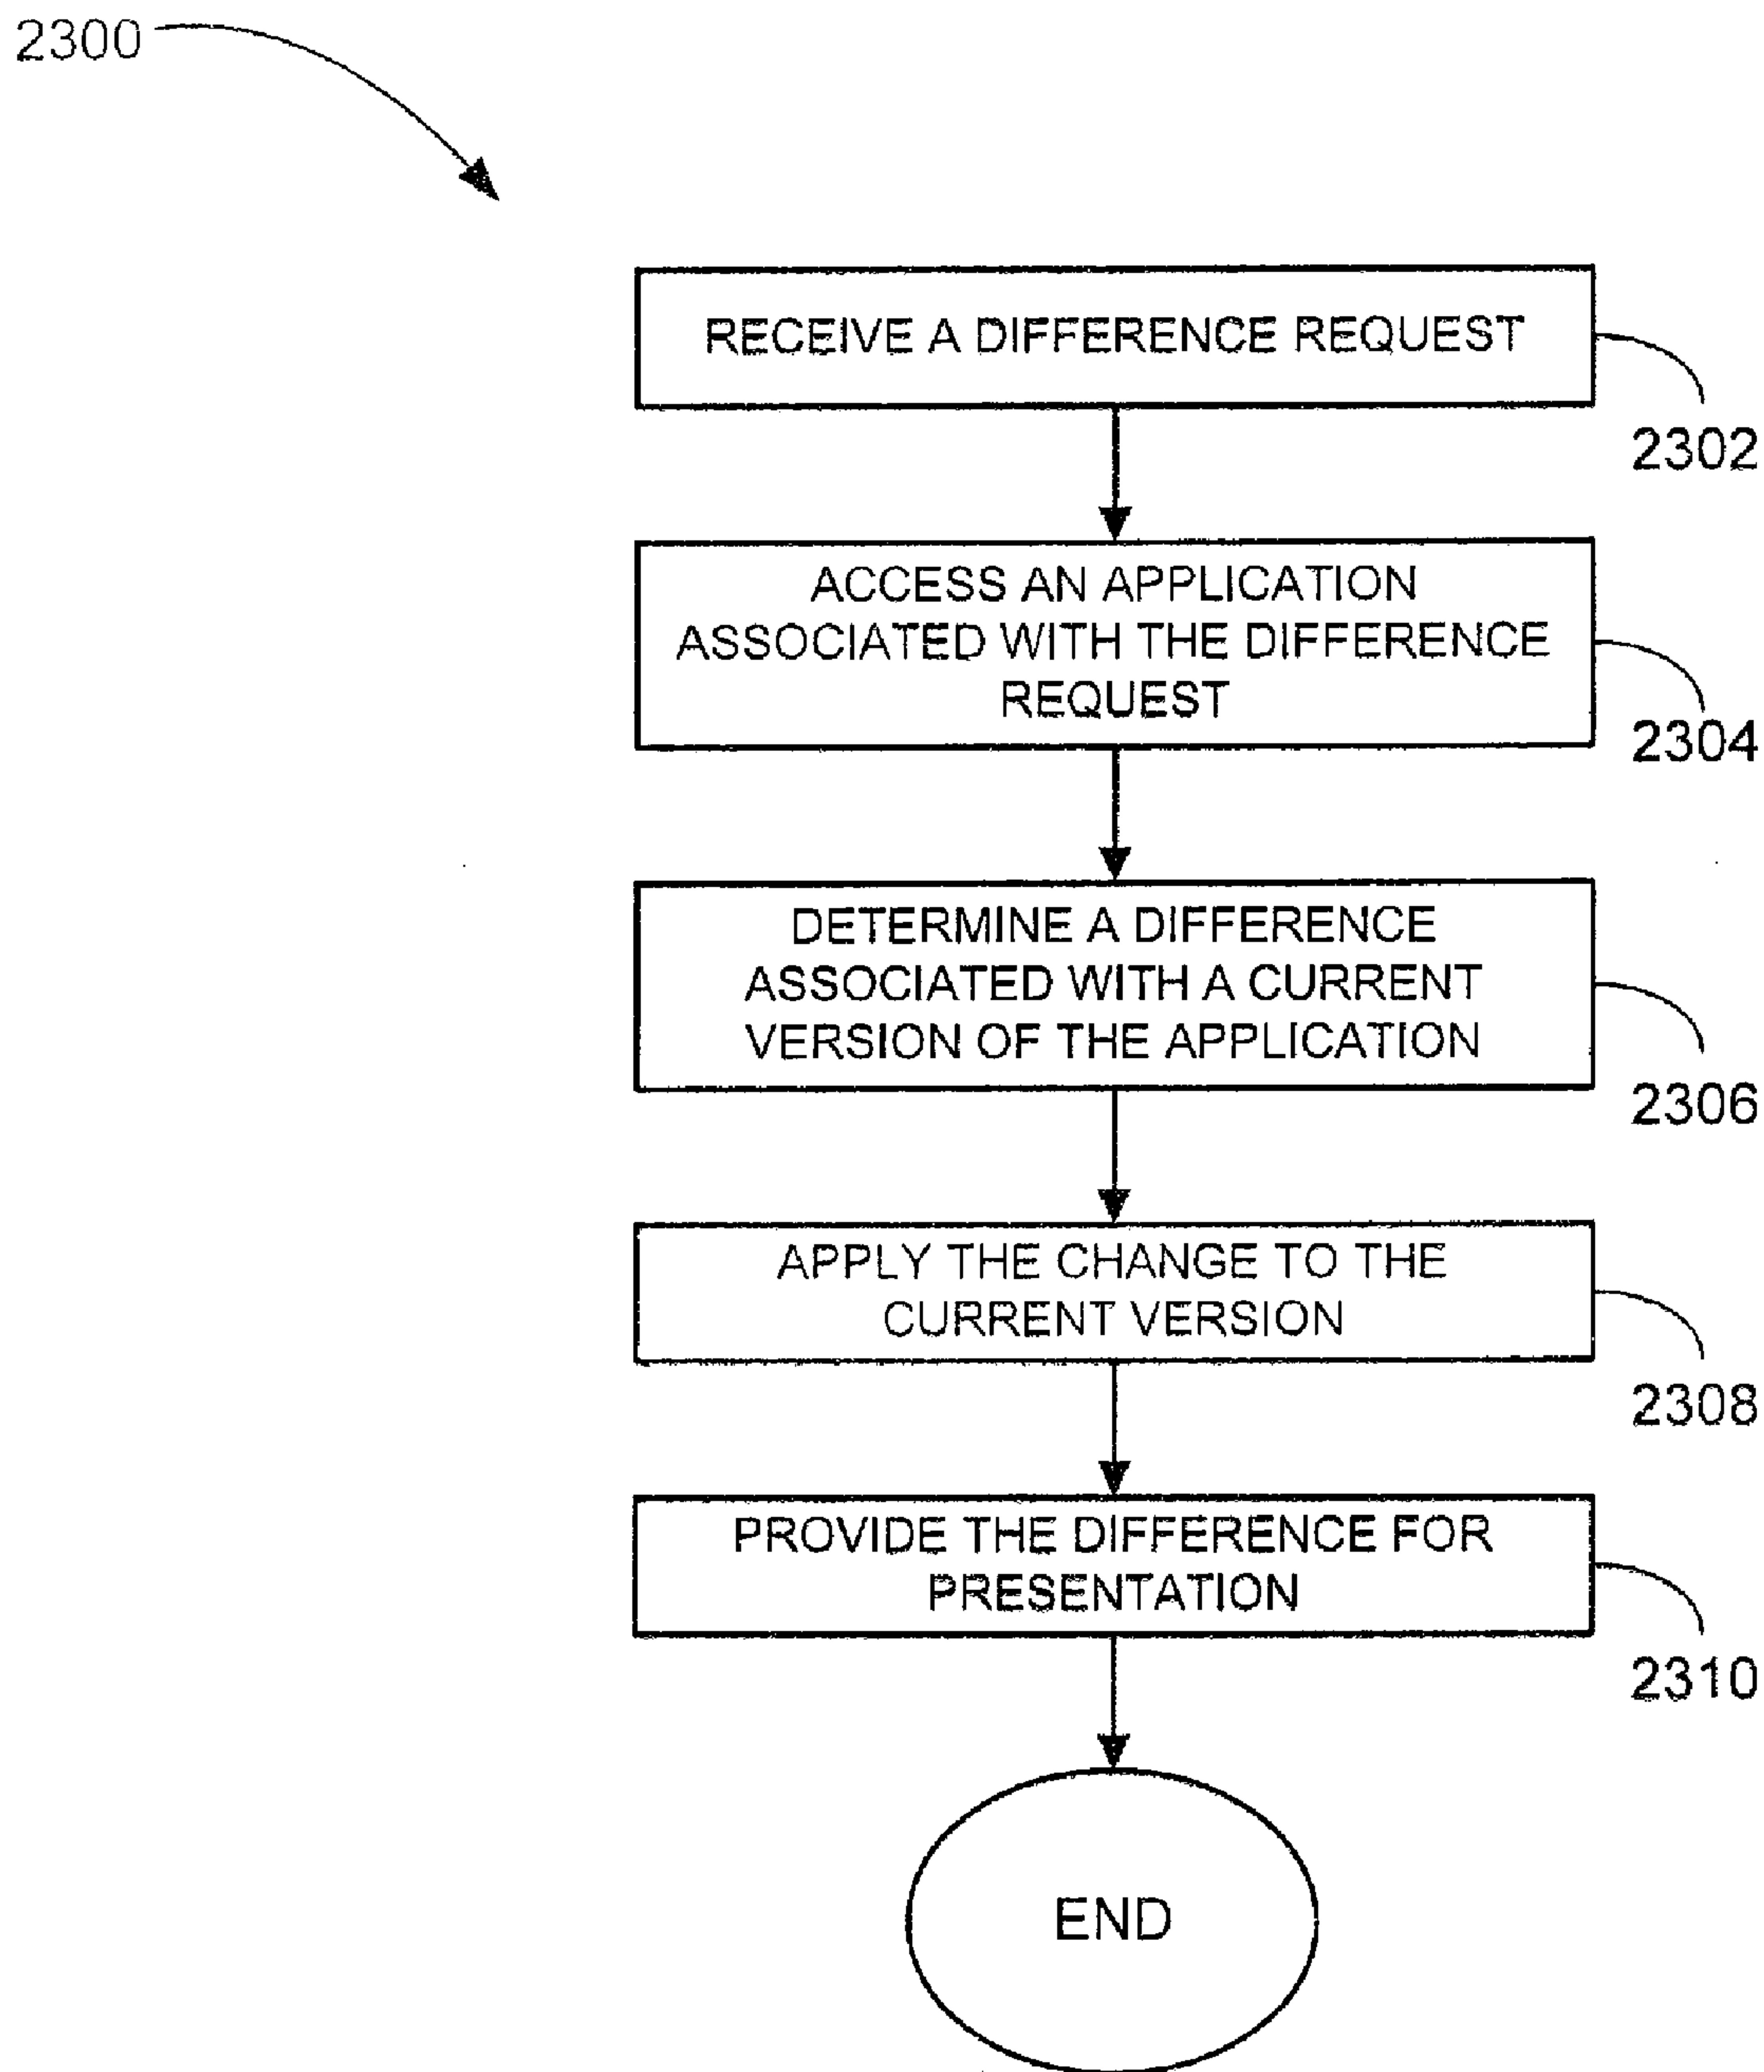 2300
RECEIVE A DIFFERENCE REQUEST
2302
ACCESS AN APPLICATION
ASSOCIATED WITH THE DIFFERENCE
REQUEST
2304
DETERMINE A DIFFERENCE
ASSOCIATED WITH A CURRENT
VERSION OF THE APPLICATION
2306
APPLY THE CHANGE TO THE
CURRENT VERSION
2308
PROVIDE THE DIFFERENCE FOR
PRESENTATION
2310
END